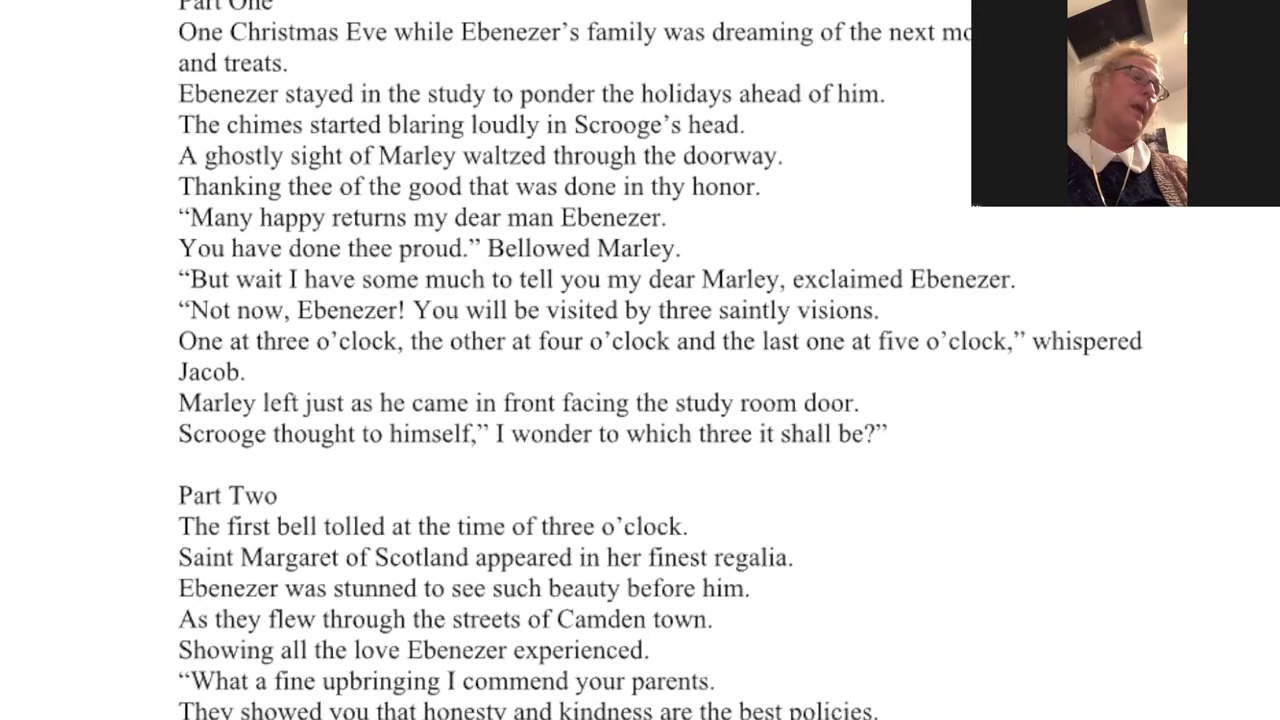 Part One
One Christmas Eve while Ebenezer’s family was dreaming of the next
and treats.
Ebenezer stayed in the study to ponder the holidays ahead of him.
The chimes started blaring loudly in Scrooge’s head.
A ghostly sight of Marley waltzed through the doorway.
Thanking thee of the good that was done in thy honor.
“Many happy returns my dear man Ebenezer.
You have done thee proud.” Bellowed Marley.
“But wait I have some much to tell you my dear Marley, exclaimed Ebenezer.
“Not now, Ebenezer! You will be visited by three saintly visions.
One at three o’clock, the other at four o’clock and the last one at five o’clock,” whispered
Jacob.
Marley left just as he came in front facing the study room door.
Scrooge thought to himself,” I wonder to which three it shall be?”
Part Two
The first bell tolled at the time of three o’clock.
Saint Margaret of Scotland appeared in her finest regalia.
Ebenezer was stunned to see such beauty before him.
As they flew through the streets of Camden town.
Showing all the love Ebenezer experienced.
“What a fine upbringing I commend your parents.
They showed you that honesty and kindness are the best policies.